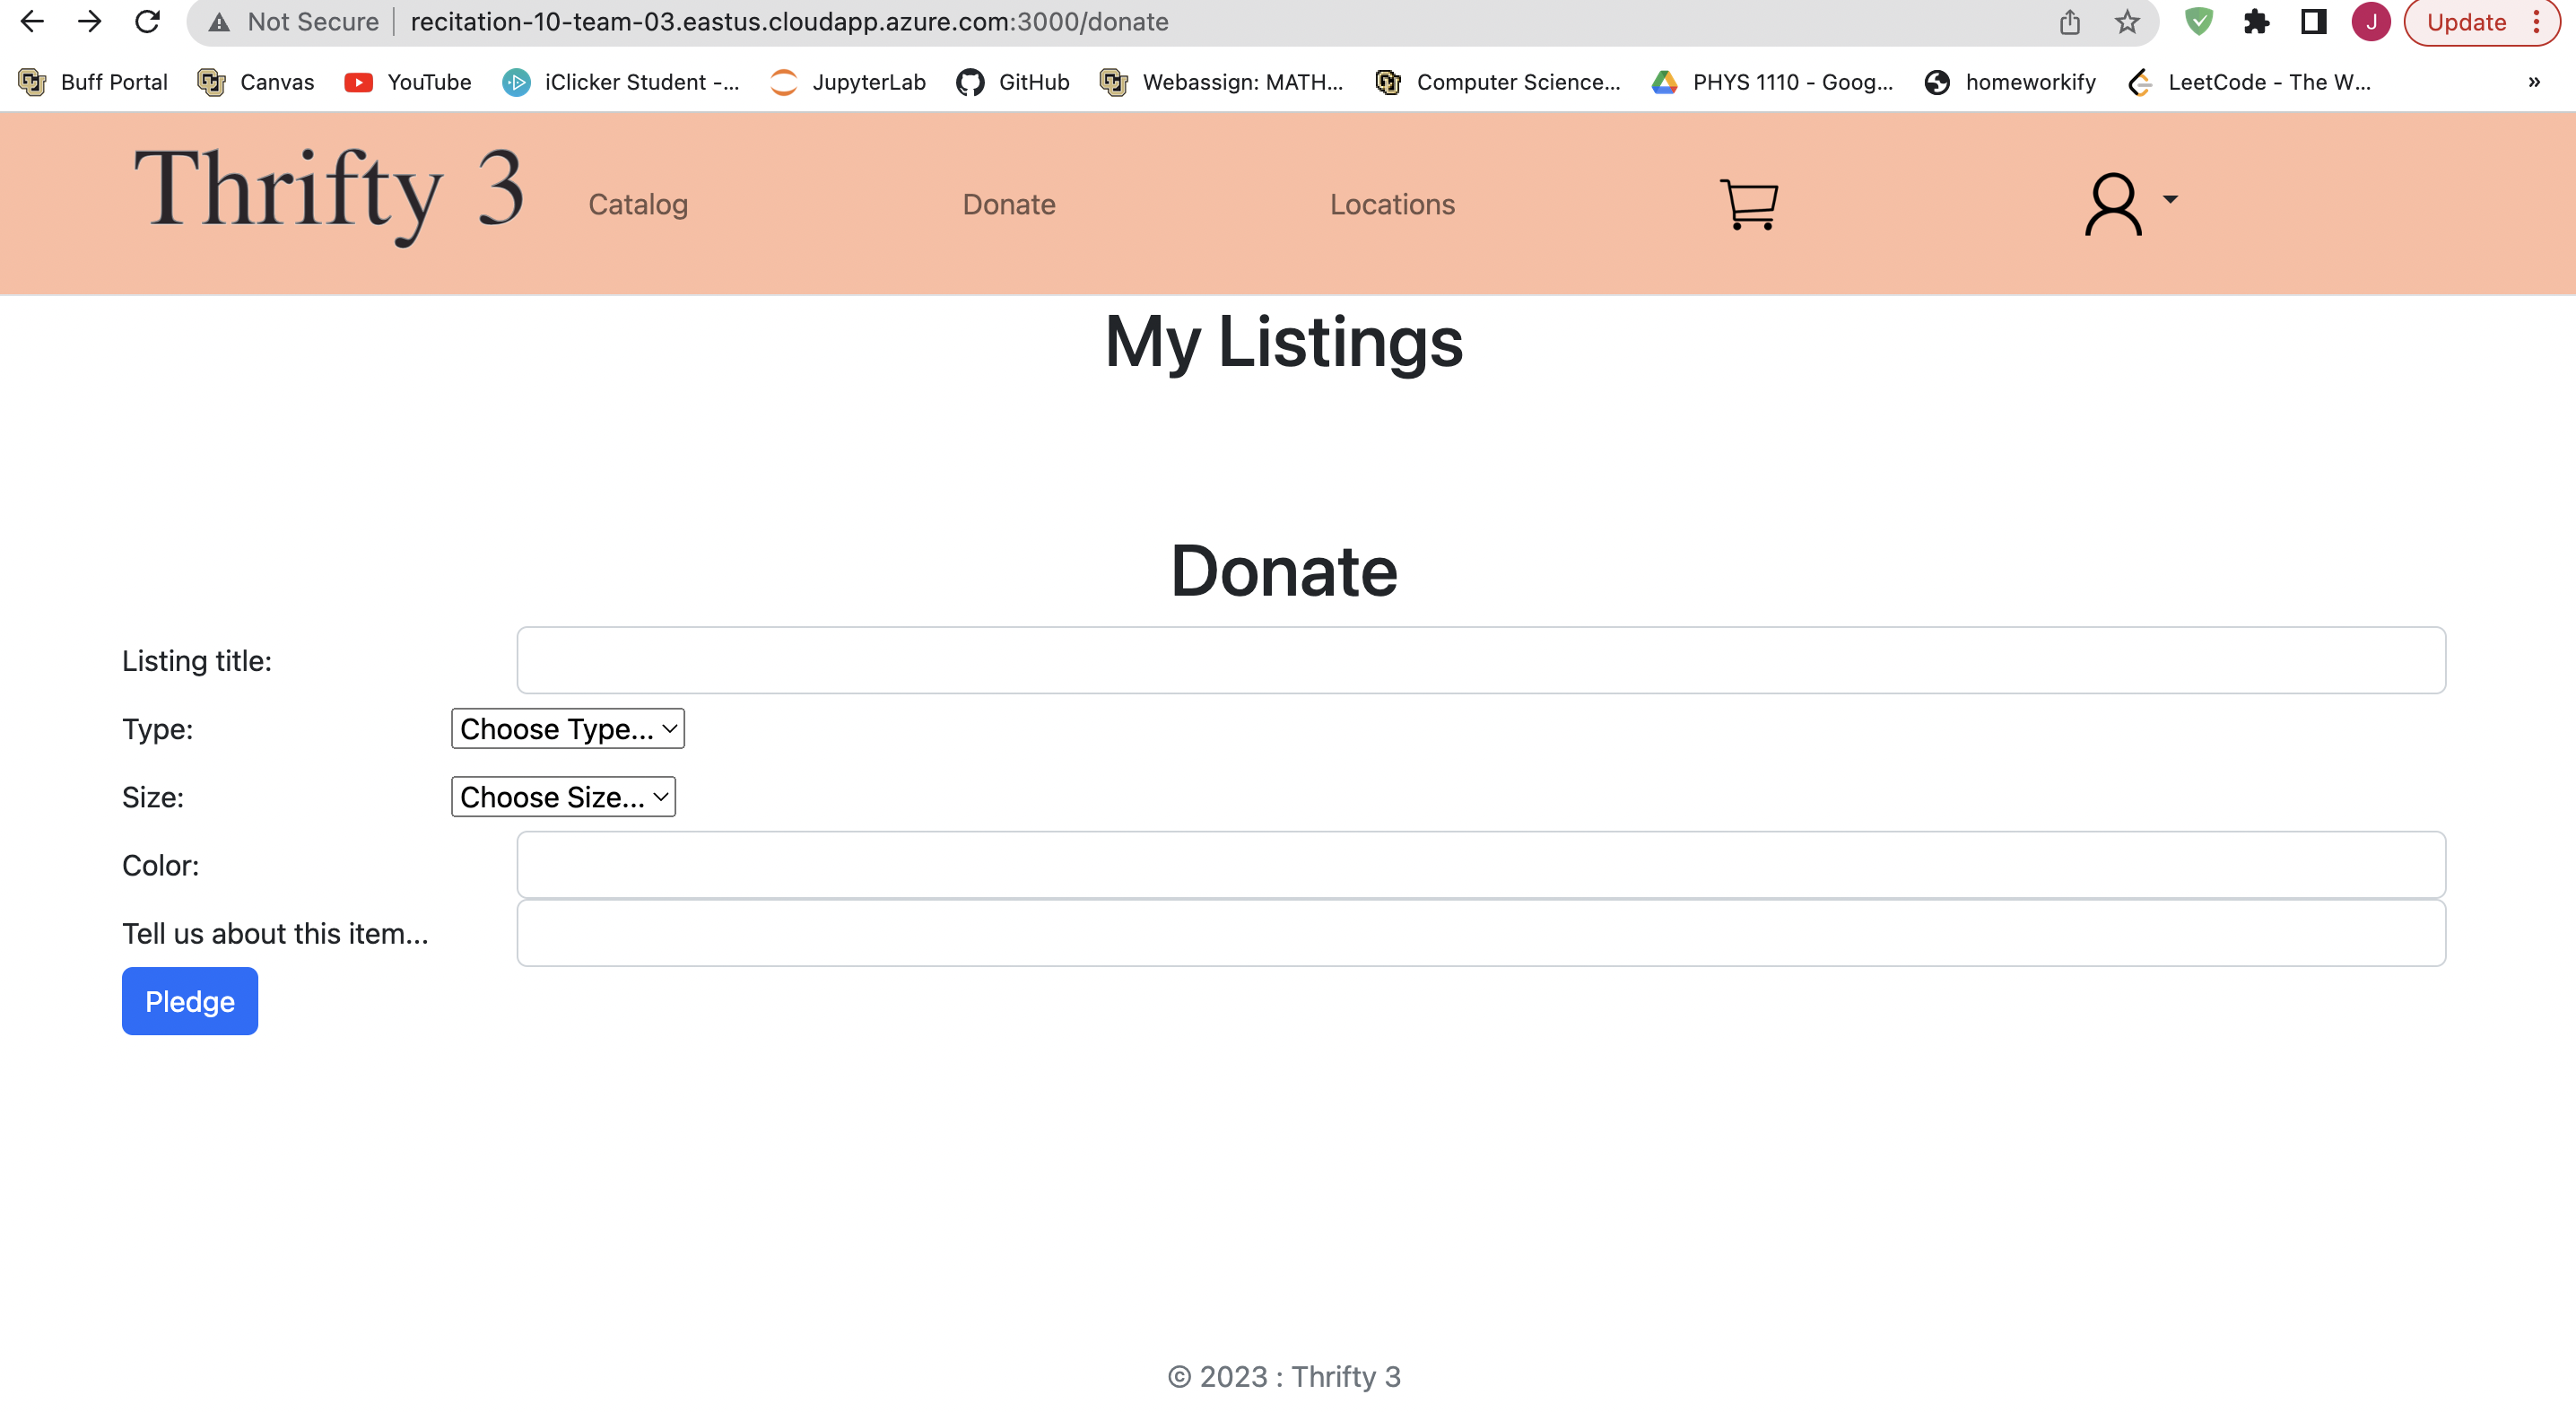 Not Secure recitation-10-team-03.eastus.cloudapp.azure.com:3000/donate J Update
Buff Portal Canvas YouTube iClicker Student -... JupyterLab GitHub Webassign: MATH... Computer Science... PHYS 1110 - Goog... homeworkify LeetCode - The W... »
Thrifty 3 Catalog Donate Locations
My Listings
Donate
Listing title:
Type: Choose Type...
Size: Choose Size...
Color:
Tell us about this item...
Pledge
© 2023 : Thrifty 3